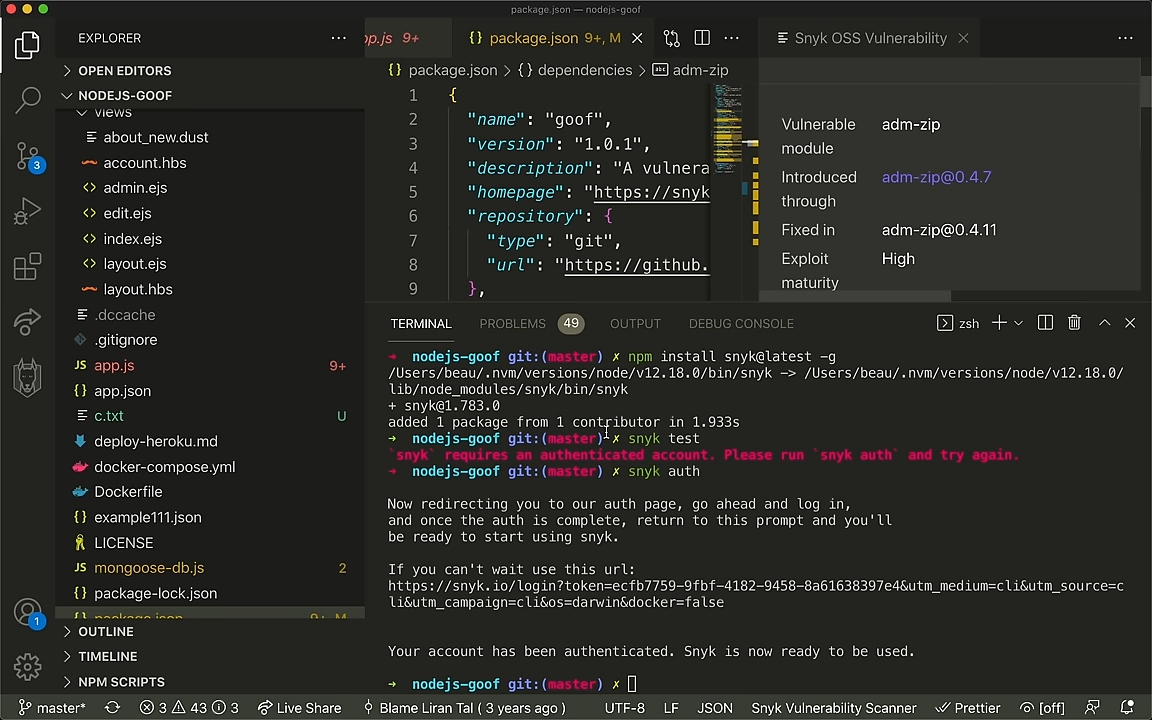 package.json — nodejs-goof
EXPLORER
OPEN EDITORS
NODEJS-GOOF
views
about_new.dust
account.hbs
admin.ejs
edit.ejs
index.ejs
layout.ejs
layout.hbs
.dccache
.gitignore
JS app.js 9+
{} app.json
c.txt U
deploy-heroku.md
docker-compose.yml
Dockerfile
{} example111.json
LICENSE
JS mongoose-db.js 2
{} package-lock.json
{} package.json 9+, M
OUTLINE
TIMELINE
NPM SCRIPTS
3
1
pp.js 9+
{} package.json 9+, M
{} package.json > {} dependencies > abc adm-zip
1 {
2 "name": "goof",
3 "version": "1.0.1",
4 "description": "A vulnera
5 "homepage": "https://snyk
6 "repository": {
7 "type": "git",
8 "url": "https://github.
9 },
Snyk OSS Vulnerability
Vulnerable module adm-zip
Introduced through adm-zip@0.4.7
Fixed in adm-zip@0.4.11
Exploit maturity High
TERMINAL PROBLEMS 49 OUTPUT DEBUG CONSOLE zsh
➜ nodejs-goof git:(master) ✗ npm install snyk@latest -g
/Users/beau/.nvm/versions/node/v12.18.0/bin/snyk -> /Users/beau/.nvm/versions/node/v12.18.0/
lib/node_modules/snyk/bin/snyk
+ snyk@1.783.0
added 1 package from 1 contributor in 1.933s
➜ nodejs-goof git:(master) ✗ snyk test
`snyk` requires an authenticated account. Please run `snyk auth` and try again.
➜ nodejs-goof git:(master) ✗ snyk auth
Now redirecting you to our auth page, go ahead and log in,
and once the auth is complete, return to this prompt and you'll
be ready to start using snyk.
If you can't wait use this url:
https://snyk.io/login?token=ecfb7759-9fbf-4182-9458-8a61638397e4&utm_medium=cli&utm_source=c
li&utm_campaign=cli&os=darwin&docker=false
Your account has been authenticated. Snyk is now ready to be used.
➜ nodejs-goof git:(master) ✗
master* 3 43 3 Live Share Blame Liran Tal ( 3 years ago ) UTF-8 LF JSON Snyk Vulnerability Scanner Prettier [off]